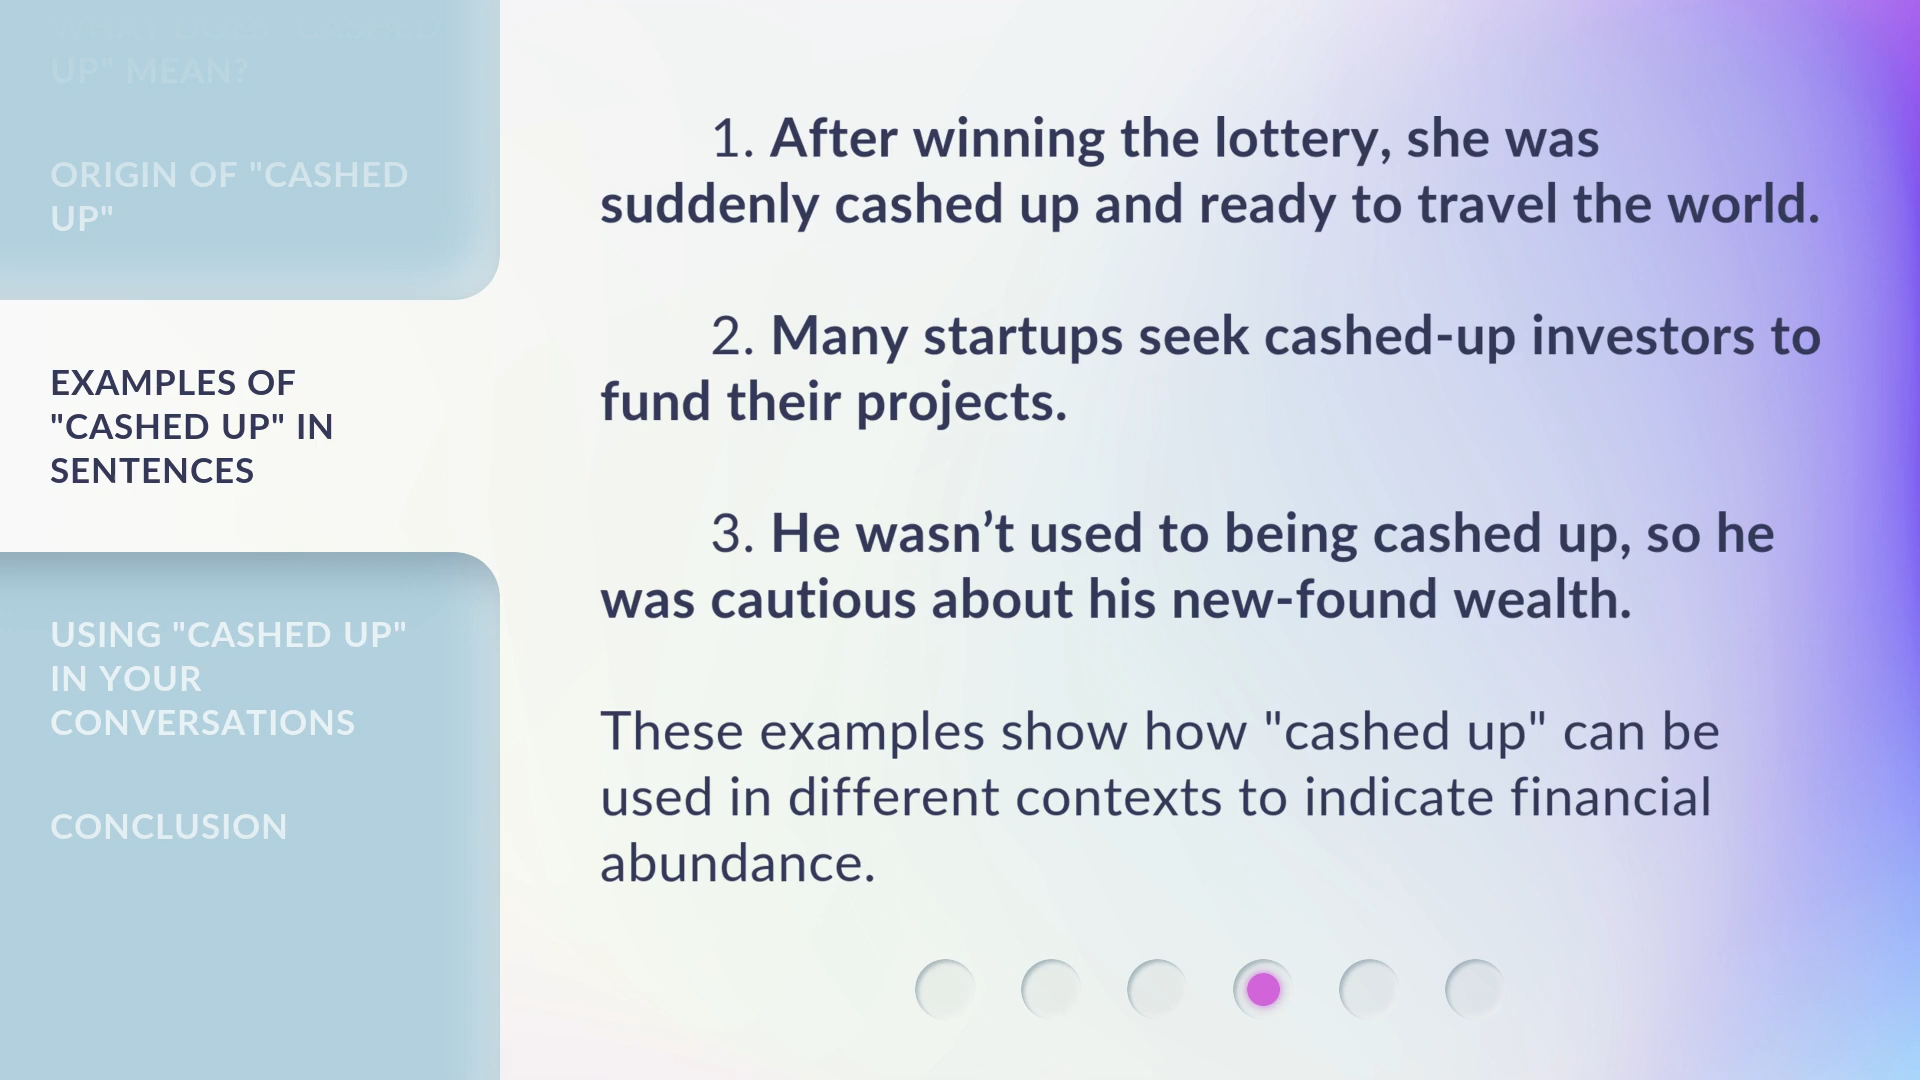 WHAT DOES "CASHED
UP" MEAN?
ORIGIN OF "CASHED
UP"
EXAMPLES OF
"CASHED UP" IN
SENTENCES
USING "CASHED UP"
IN YOUR
CONVERSATIONS
CONCLUSION
1. After winning the lottery, she was
suddenly cashed up and ready to travel the world.
2. Many startups seek cashed-up investors to
fund their projects.
3. He wasn’t used to being cashed up, so he
was cautious about his new-found wealth.
These examples show how "cashed up" can be
used in different contexts to indicate financial
abundance.